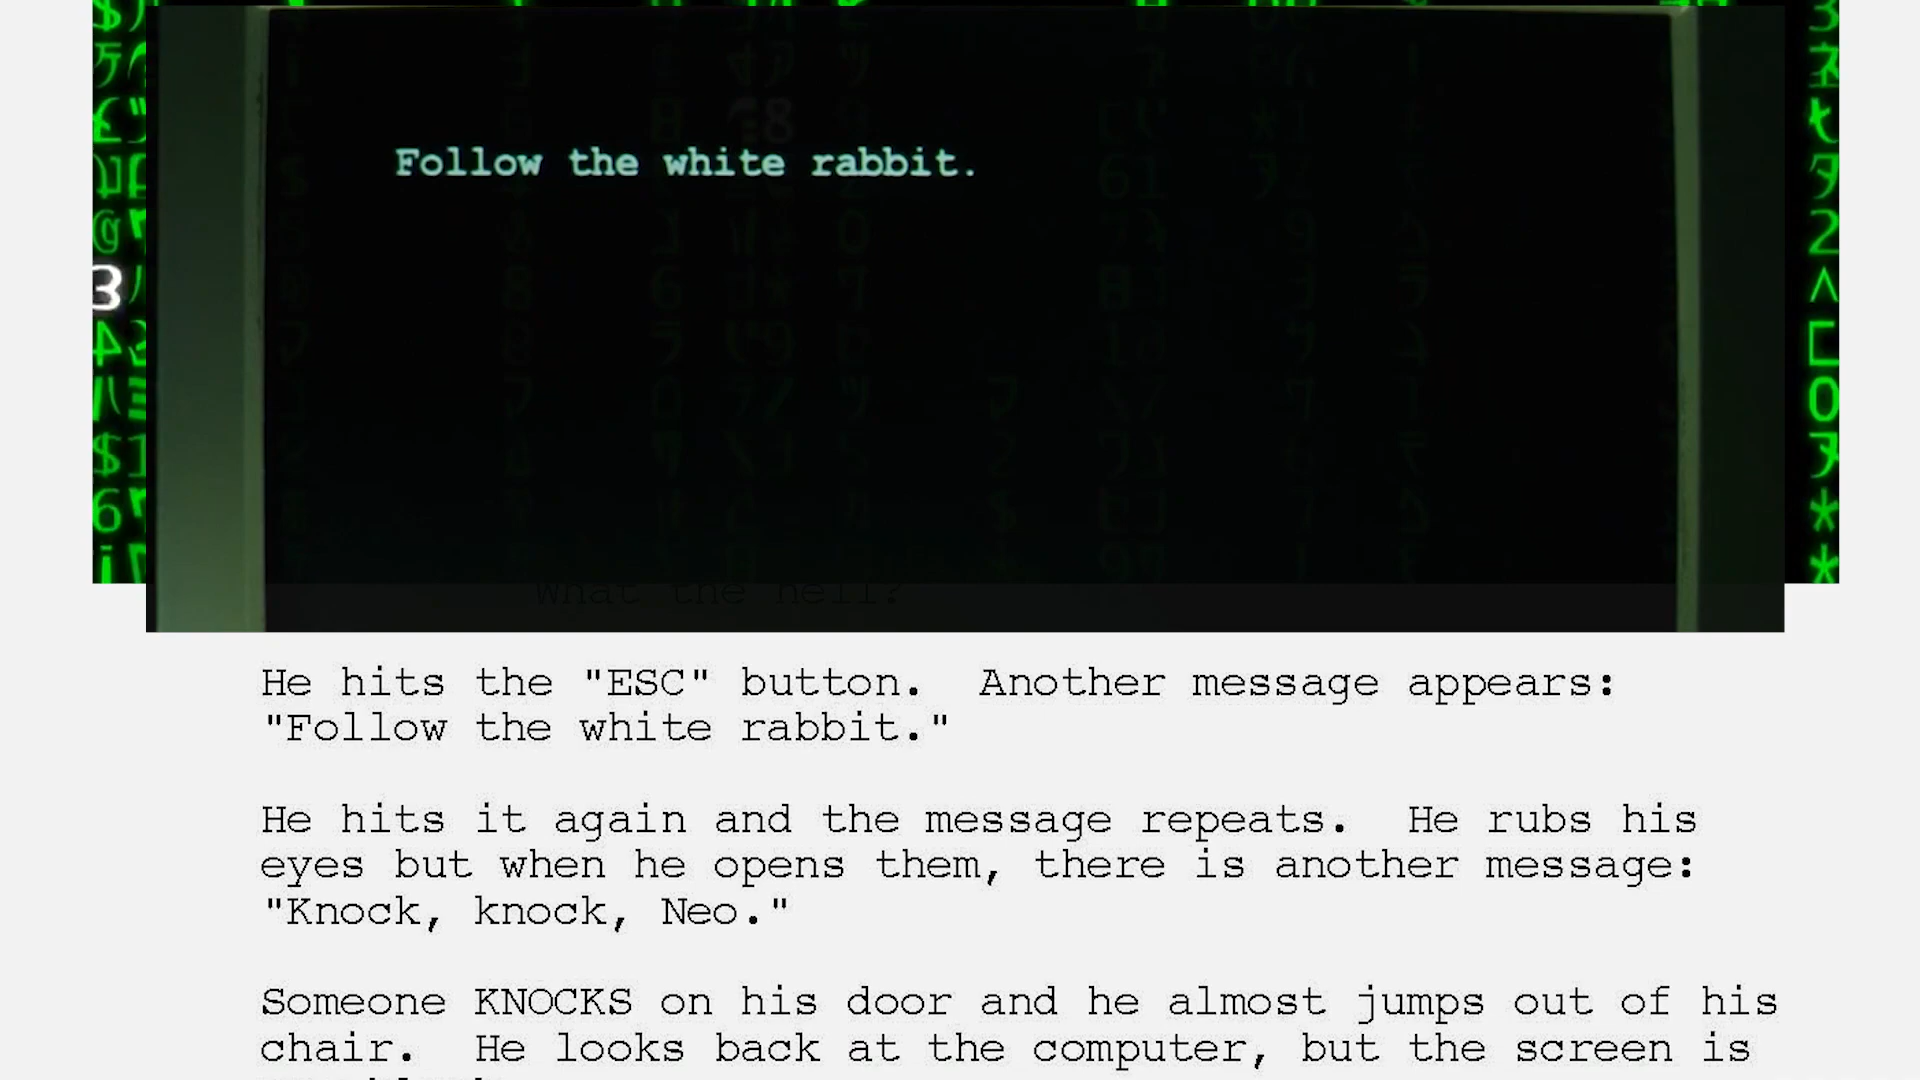 Follow the white rabbit.
What the hell?
He hits the "ESC" button.  Another message appears:
"Follow the white rabbit."
He hits it again and the message repeats.  He rubs his
eyes but when he opens them, there is another message:
"Knock, knock, Neo."
Someone KNOCKS on his door and he almost jumps out of his
chair.  He looks back at the computer, but the screen is